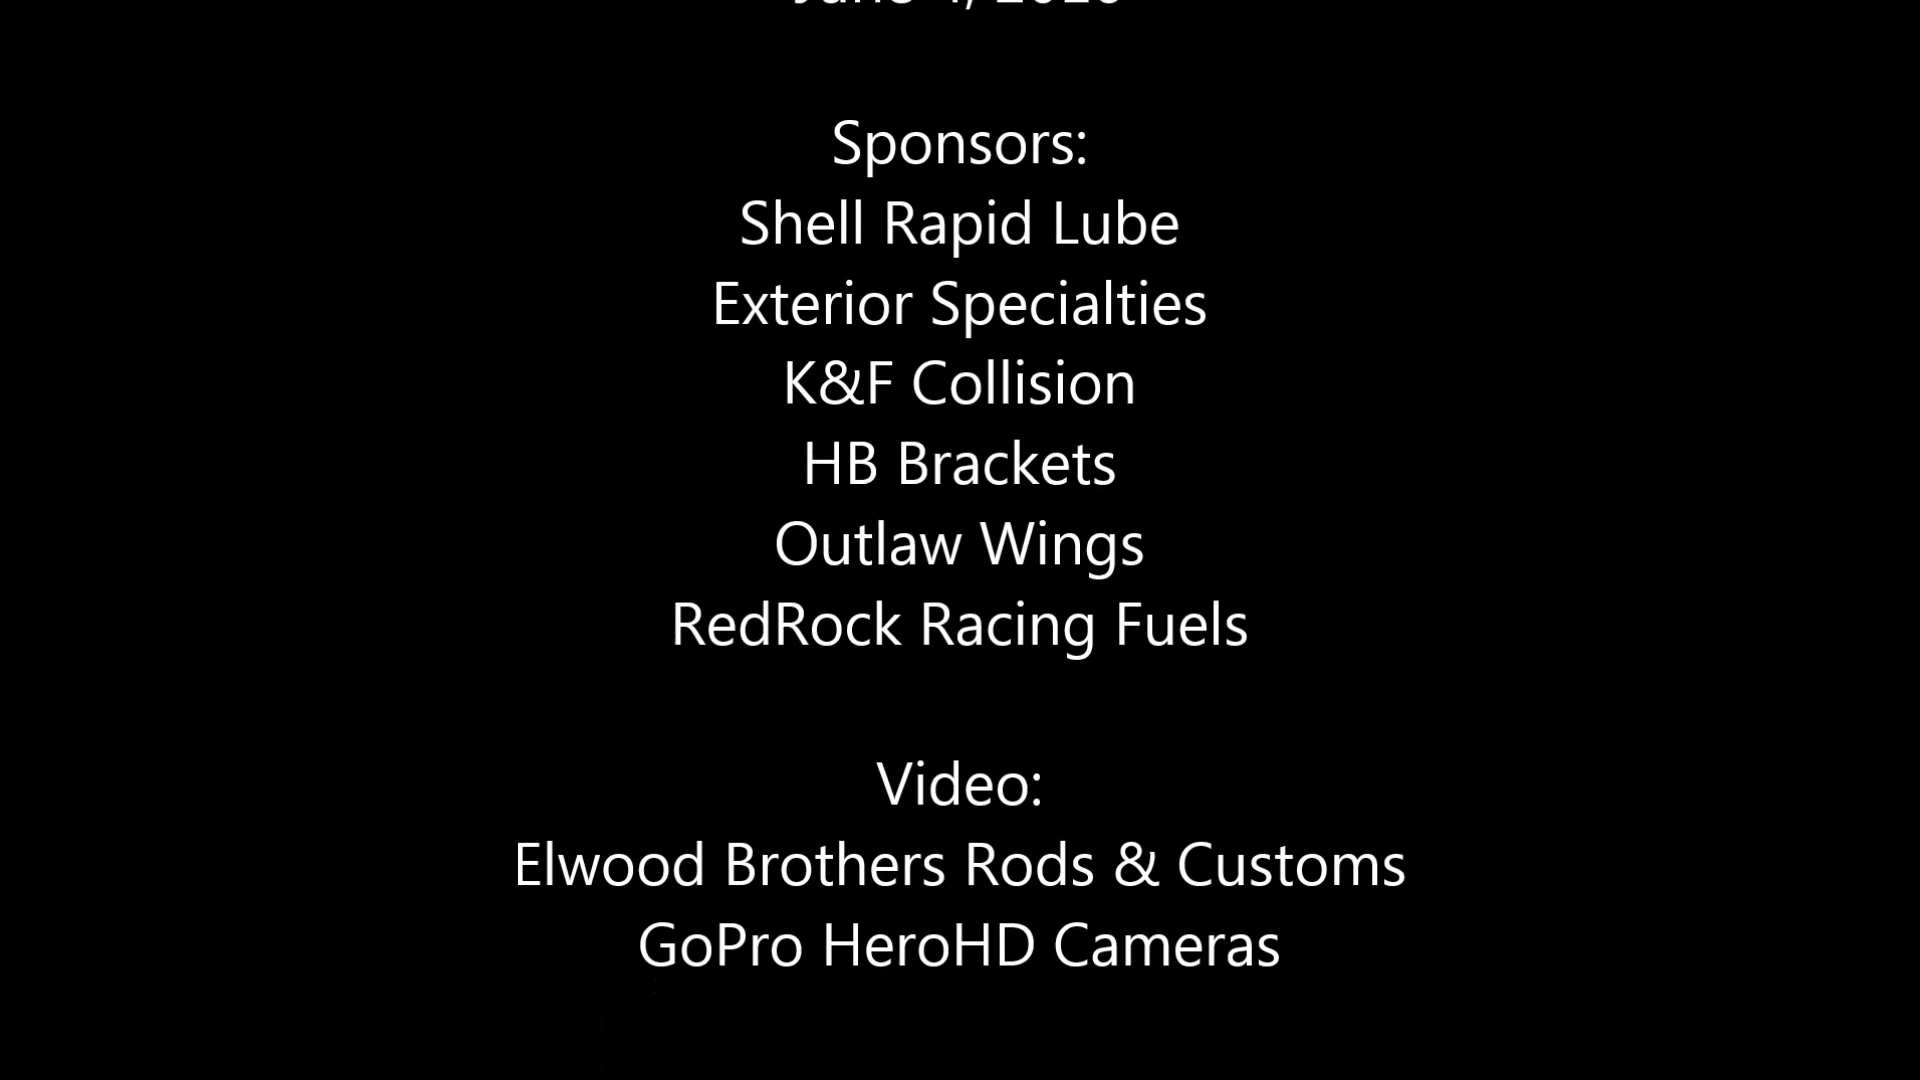 Sponsors:
Shell Rapid Lube
Exterior Specialties
K&F Collision
HB Brackets
Outlaw Wings
RedRock Racing Fuels
Video:
Elwood Brothers Rods & Customs
GoPro HeroHD Cameras